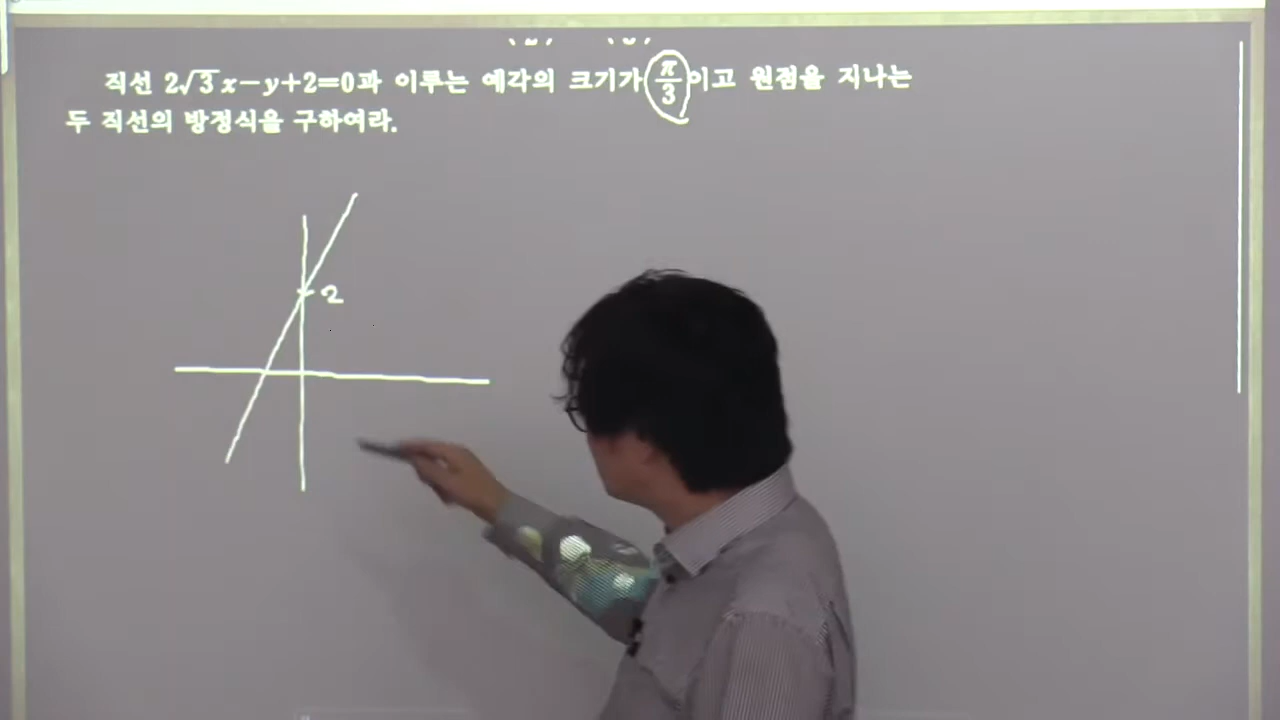 직선 2√3x-y+2=0과 이루는 예각의 크기가 π/3이고 원점을 지나는
두 직선의 방정식을 구하여라.
2